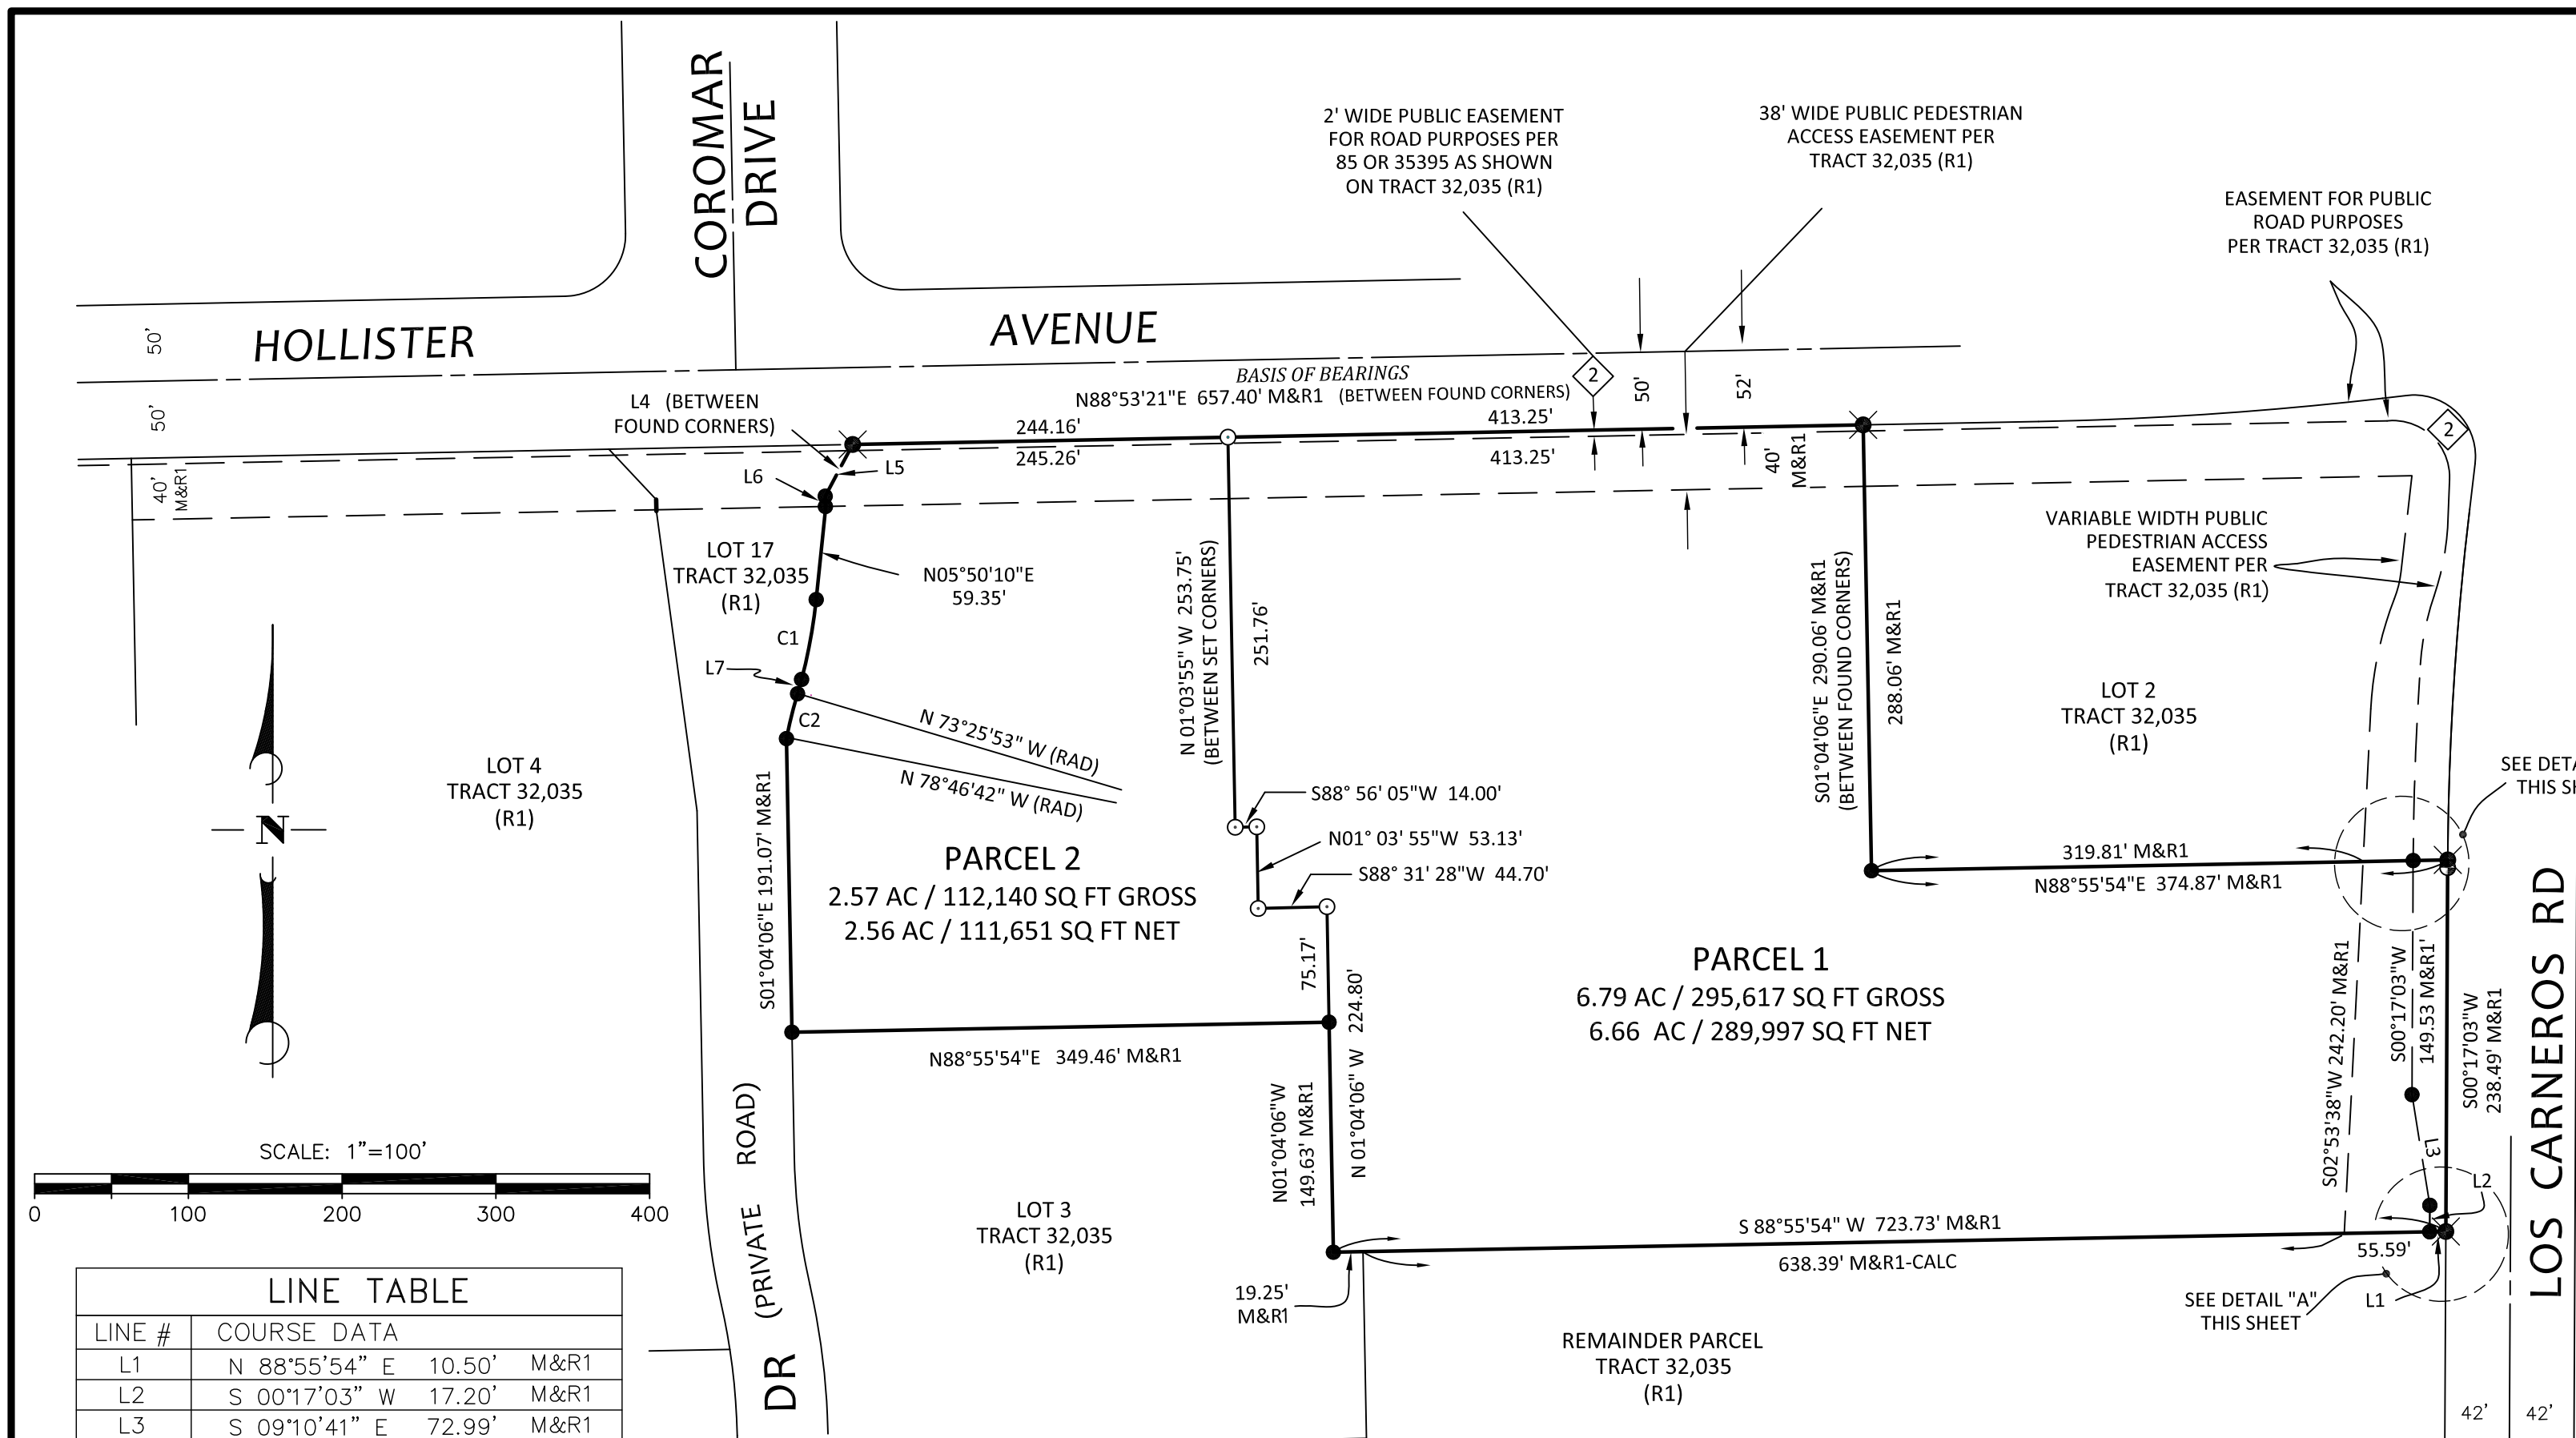 COROMAR
DRIVE
2' WIDE PUBLIC EASEMENT
FOR ROAD PURPOSES PER
85 OR 35395 AS SHOWN
ON TRACT 32,035 (R1)
38' WIDE PUBLIC PEDESTRIAN
ACCESS EASEMENT PER
TRACT 32,035 (R1)
EASEMENT FOR PUBLIC
ROAD PURPOSES
PER TRACT 32,035 (R1)
50'
HOLLISTER
AVENUE
BASIS OF BEARINGS
N88°53'21"E 657.40' M&R1 (BETWEEN FOUND CORNERS)
2
50'
52'
50'
L4 (BETWEEN
FOUND CORNERS)
244.16'
413.25'
2
245.26'
413.25'
L5
L6
40'
M&R1
40'
M&R1
LOT 17
TRACT 32,035
(R1)
N05°50'10"E
59.35'
C1
L7
C2
N 73°25'53" W (RAD)
N 78°46'42" W (RAD)
N 01°03'55" W 253.75'
(BETWEEN SET CORNERS)
251.76'
S01°04'06"E 290.06' M&R1
(BETWEEN FOUND CORNERS)
288.06' M&R1
VARIABLE WIDTH PUBLIC
PEDESTRIAN ACCESS
EASEMENT PER
TRACT 32,035 (R1)
LOT 2
TRACT 32,035
(R1)
SEE DETA
THIS SH
LOT 4
TRACT 32,035
(R1)
N
S01°04'06"E 191.07' M&R1
S88° 56' 05"W 14.00'
N01° 03' 55"W 53.13'
S88° 31' 28"W 44.70'
PARCEL 2
2.57 AC / 112,140 SQ FT GROSS
2.56 AC / 111,651 SQ FT NET
319.81' M&R1
N88°55'54"E 374.87' M&R1
75.17'
224.80'
N 01°04'06" W
PARCEL 1
6.79 AC / 295,617 SQ FT GROSS
6.66 AC / 289,997 SQ FT NET
S02°53'38"W 242.20' M&R1
S00°17'03"W
149.53 M&R1'
S00°17'03"W
238.49' M&R1
LOS CARNEROS RD
N88°55'54"E 349.46' M&R1
N01°04'06"W
149.63' M&R1
DR (PRIVATE ROAD)
SCALE: 1"=100'
0 100 200 300 400
LOT 3
TRACT 32,035
(R1)
L3
L2
S 88°55'54" W 723.73' M&R1
638.39' M&R1-CALC
55.59'
19.25'
M&R1
SEE DETAIL "A"
THIS SHEET
L1
REMAINDER PARCEL
TRACT 32,035
(R1)
42' 42'
LINE TABLE
LINE # COURSE DATA
L1 N 88°55'54" E 10.50' M&R1
L2 S 00°17'03" W 17.20' M&R1
L3 S 09°10'41" E 72.99' M&R1